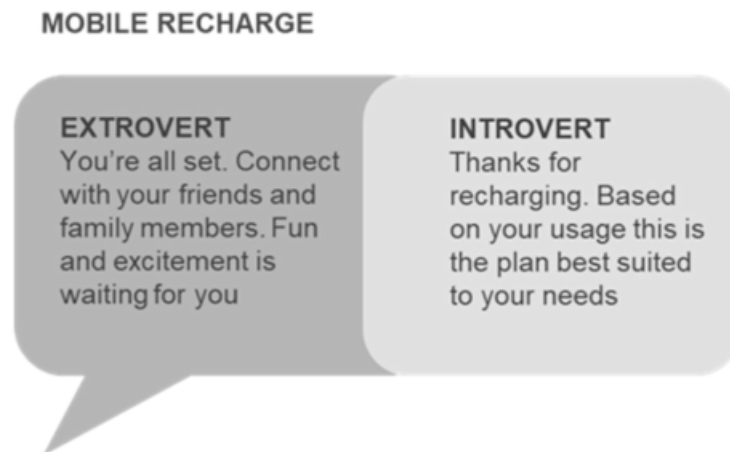 MOBILE RECHARGE
EXTROVERT
You're all set. Connect
with your friends and
family members. Fun
and excitement is
waiting for you
INTROVERT
Thanks for
recharging. Based
on your usage this is
the plan best suited
to your needs